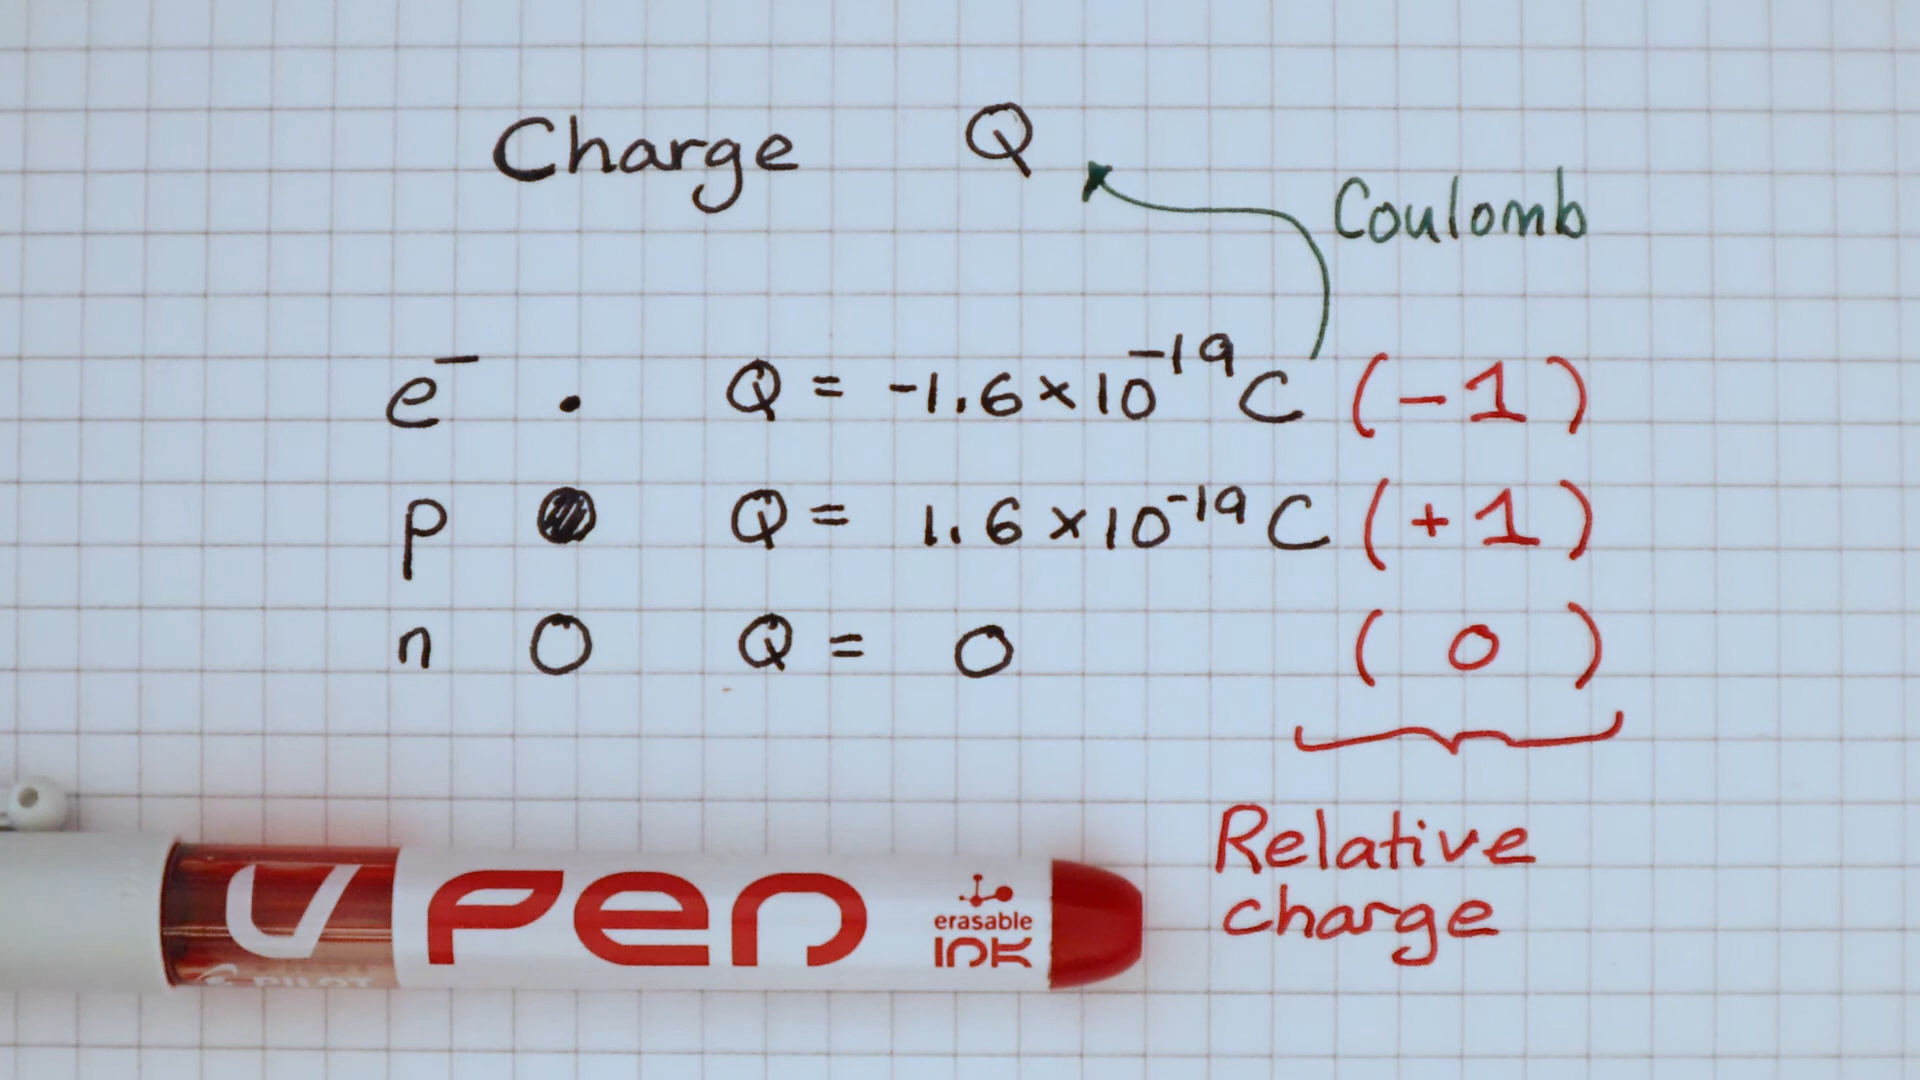 Charge Q
Coulomb
e⁻ • Q = -1.6×10⁻¹⁹ C (-1)
p ● Q = 1.6×10⁻¹⁹ C (+1)
n O Q = 0 (0)
Relative
charge
V Pen
erasable
ink
PILOT